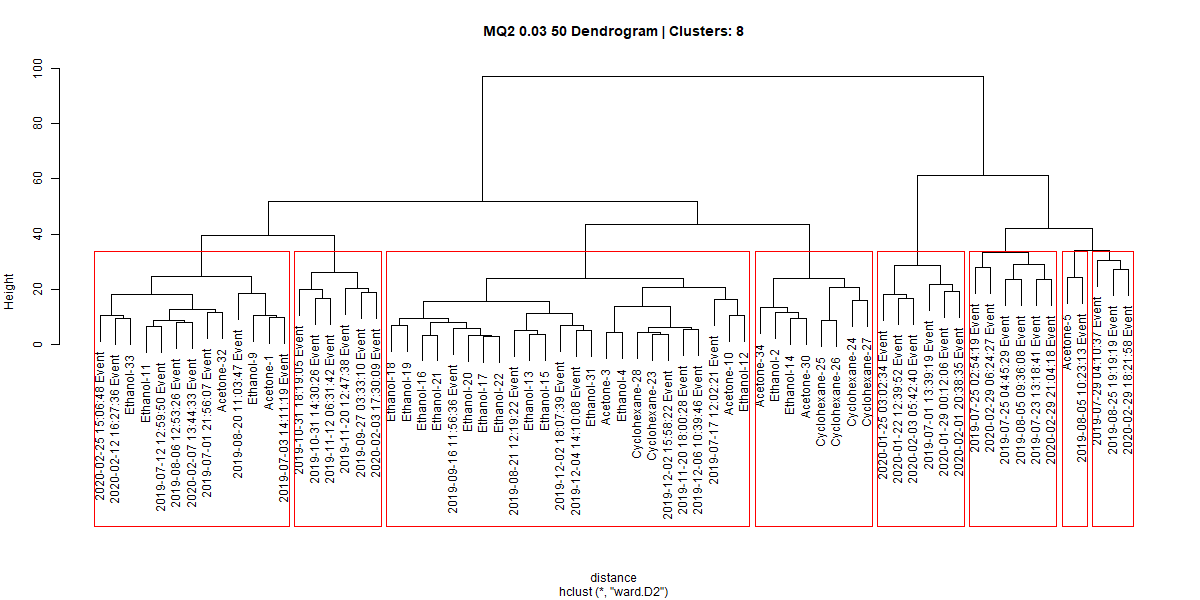 MQ2 0.03 50 Dendrogram | Clusters: 8
Height
100
80
60
40
20
0
2020-02-25 15:06:48 Event
2020-02-12 16:27:36 Event
Ethanol-33
Ethanol-11
2019-07-12 12:59:50 Event
2019-08-06 12:53:26 Event
2020-02-07 13:44:33 Event
2019-07-01 21:56:07 Event
Acetone-32
2019-08-20 11:03:47 Event
Ethanol-9
Acetone-1
2019-07-03 14:11:19 Event
2019-10-31 18:19:05 Event
2019-10-31 14:30:26 Event
2019-11-12 06:31:42 Event
2019-11-20 12:47:38 Event
2019-09-27 03:33:10 Event
2020-02-03 17:30:09 Event
Ethanol-18
Ethanol-19
Ethanol-16
Ethanol-21
2019-09-16 11:56:36 Event
Ethanol-20
Ethanol-17
Ethanol-22
2019-08-21 12:19:22 Event
Ethanol-13
Ethanol-15
2019-12-02 18:07:39 Event
2019-12-04 14:10:08 Event
Ethanol-31
Acetone-3
Ethanol-4
Cyclohexane-28
Cyclohexane-23
2019-12-02 15:58:22 Event
2019-11-20 18:00:28 Event
2019-12-06 10:39:46 Event
2019-07-17 12:02:21 Event
Acetone-10
Ethanol-12
Acetone-34
Ethanol-2
Ethanol-14
Acetone-30
Cyclohexane-25
Cyclohexane-26
Cyclohexane-24
Cyclohexane-27
2020-01-25 03:02:34 Event
2020-01-22 12:39:52 Event
2020-02-03 05:42:40 Event
2019-07-01 13:39:19 Event
2020-01-29 00:12:06 Event
2020-02-01 20:38:35 Event
2019-07-25 02:54:19 Event
2020-02-29 06:24:27 Event
2019-07-25 04:45:29 Event
2019-08-05 09:36:08 Event
2019-07-23 13:18:41 Event
2020-02-29 21:04:18 Event
Acetone-5
2019-08-05 10:23:13 Event
2019-07-29 04:10:37 Event
2019-08-25 19:19:19 Event
2020-02-29 18:21:58 Event
distance
hclust (*, "ward.D2")